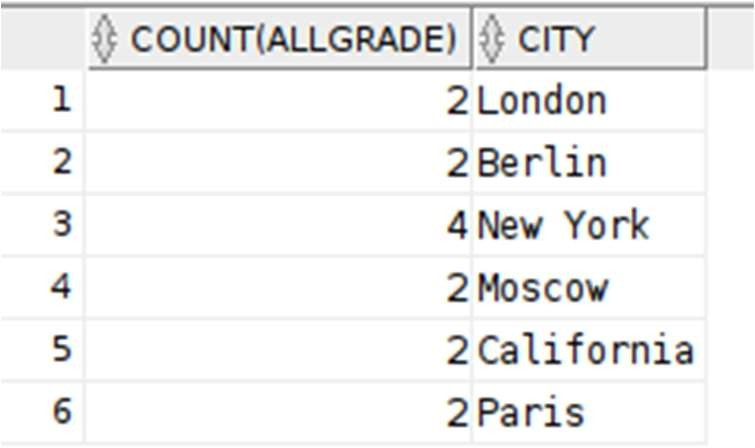 COUNT(ALLGRADE) CITY
1 2 London
2 2 Berlin
3 4 New York
4 2 Moscow
5 2 California
6 2 Paris